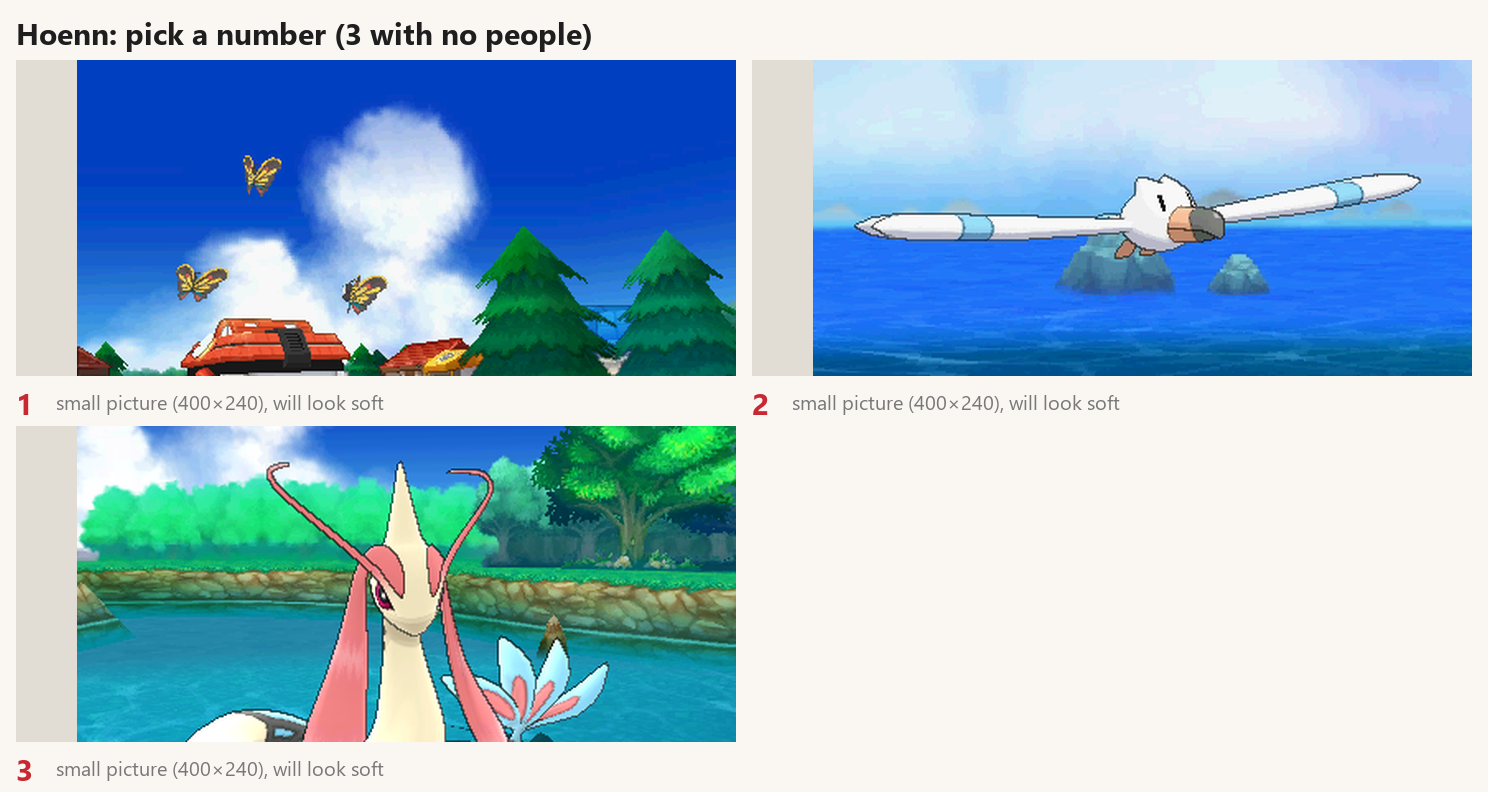 Hoenn: pick a number (3 with no people)
1 small picture (400×240), will look soft
2 small picture (400×240), will look soft
3 small picture (400×240), will look soft